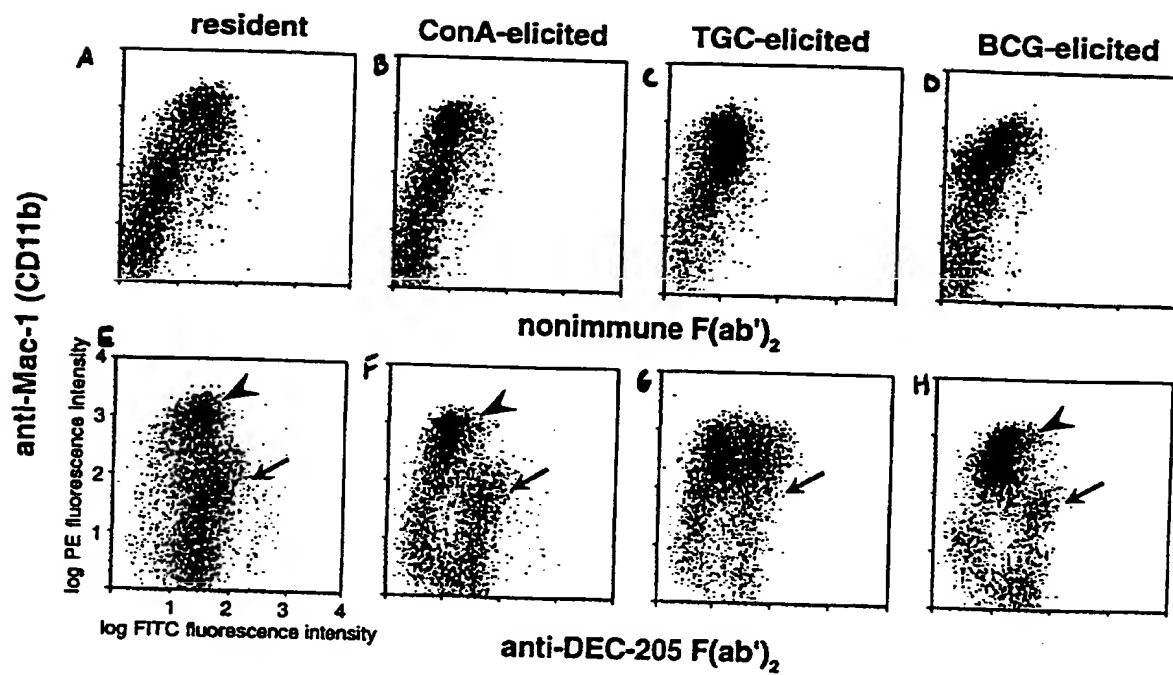 resident
ConA-elicited
TGC-elicited
BCG-elicited
A
B
C
D
anti-Mac-1 (CD11b)
nonimmune F(ab')2
E
F
G
H
log PE fluorescence intensity
4
3
2
1
1 2 3 4
log FITC fluorescence intensity
anti-DEC-205 F(ab')2